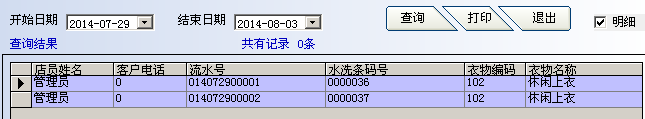 开始日期 2014-07-29 结束日期 2014-08-03 查询 打印 退出 明细
查询结果 共有记录 0条
店员姓名 客户电话 流水号 水洗条码号 衣物编码 衣物名称
管理员 0 014072900001 0000036 102 休闲上衣
管理员 0 014072900002 0000037 102 休闲上衣